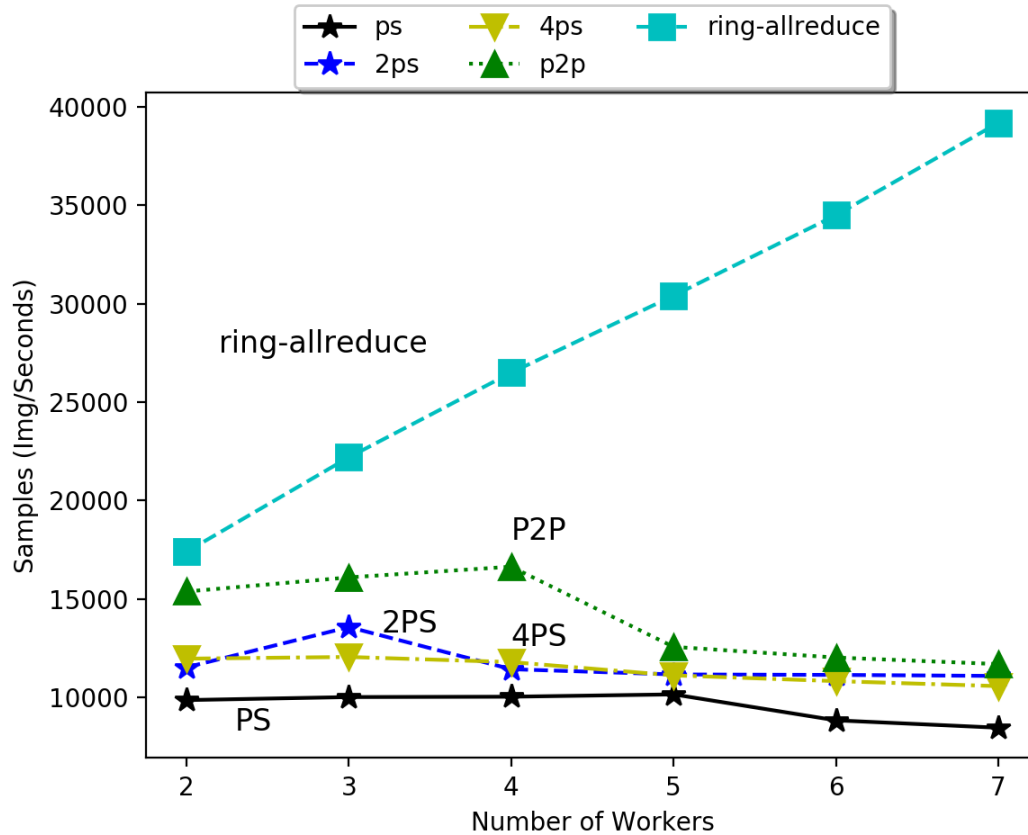 ps 4ps ring-allreduce
2ps p2p
40000
35000
30000
25000
20000
15000
10000
Samples (Img/Seconds)
ring-allreduce
P2P
2PS
4PS
PS
2 3 4 5 6 7
Number of Workers